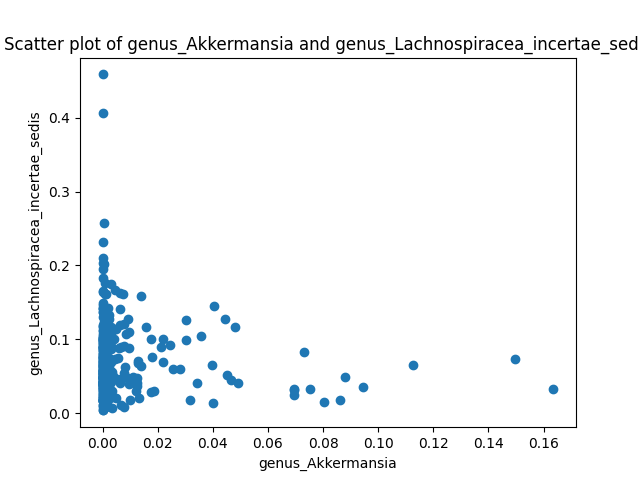 Scatter plot of genus_Akkermansia and genus_Lachnospiracea_incertae_sed
genus_Lachnospiracea_incertae_sedis
0.4
0.3
0.2
0.1
0.0
0.00 0.02 0.04 0.06 0.08 0.10 0.12 0.14 0.16
genus_Akkermansia